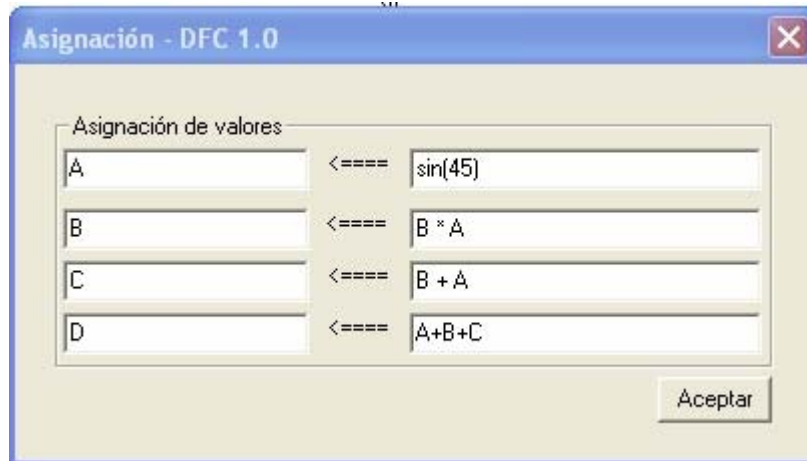 Asignación - DFC 1.0
Asignación de valores
A <==== sin(45)
B <==== B * A
C <==== B + A
D <==== A+B+C
Aceptar